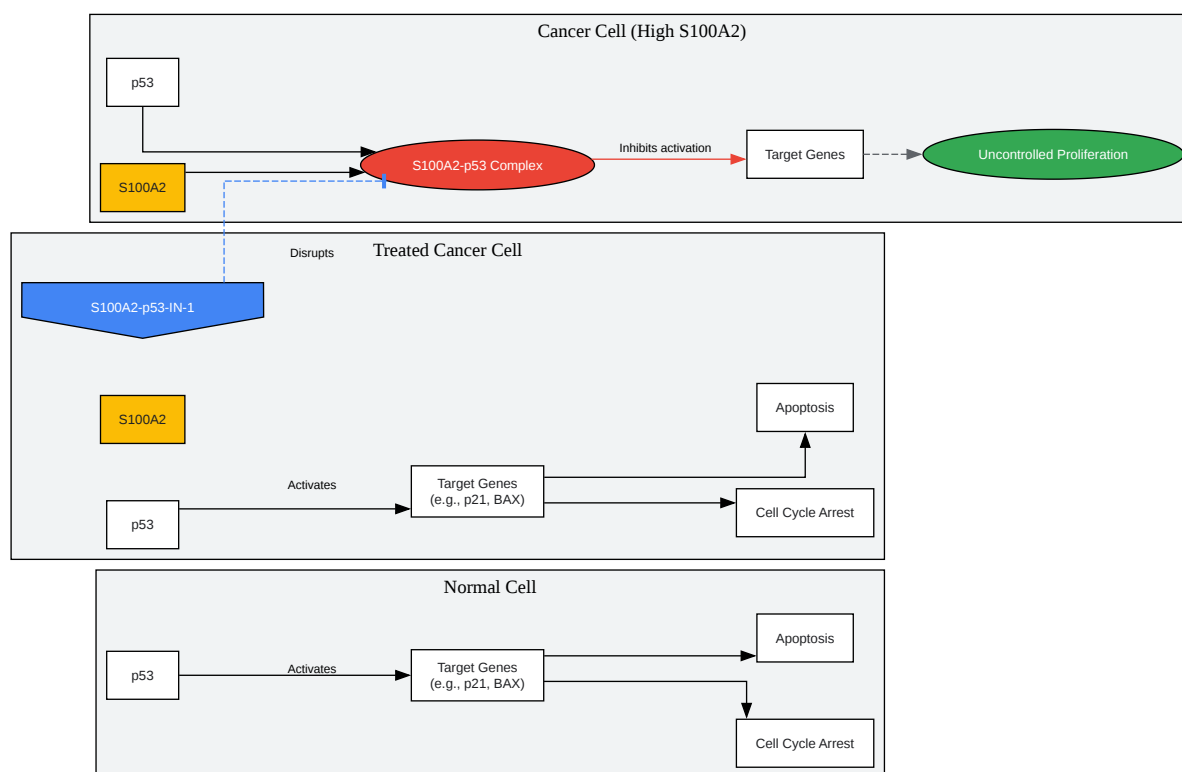 Cancer Cell (High S100A2)
p53
S100A2
S100A2-p53 Complex
Inhibits activation
Target Genes
Uncontrolled Proliferation
Treated Cancer Cell
Disrupts
S100A2-p53-IN-1
S100A2
p53
Activates
Target Genes
(e.g., p21, BAX)
Apoptosis
Cell Cycle Arrest
Normal Cell
p53
Activates
Target Genes
(e.g., p21, BAX)
Apoptosis
Cell Cycle Arrest